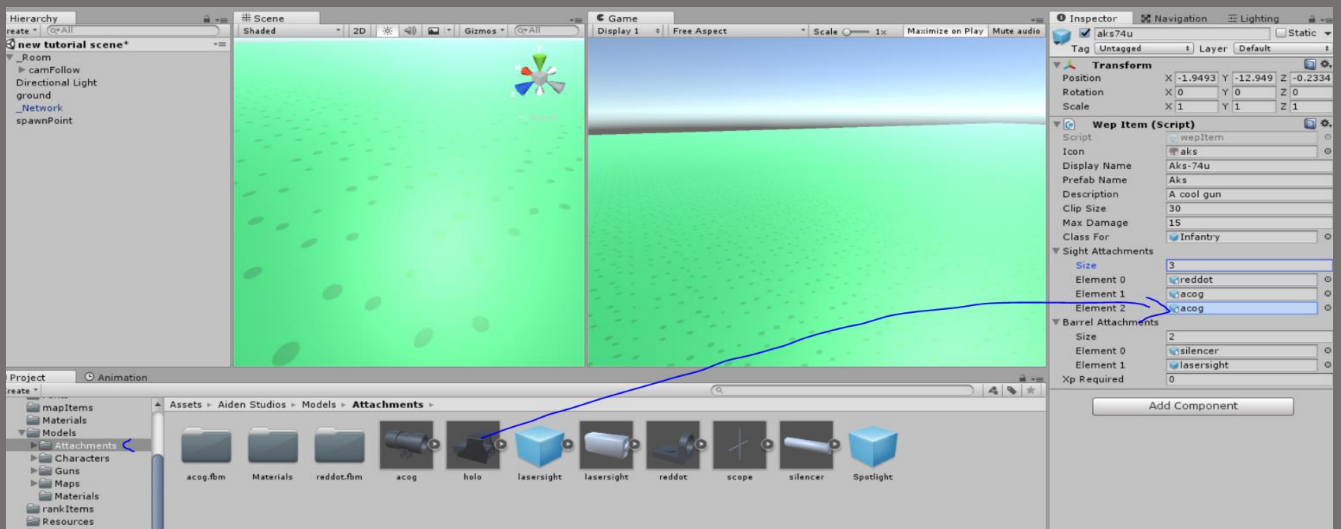 Hierarchy
reate All
new tutorial scene*
_Room
camFollow
Directional Light
ground
_Network
spawnPoint
Scene
Shaded 2D Gizmos All
Game
Display 1 Free Aspect Scale 1x Maximize on Play Mute audio
Inspector Navigation Lighting
aks74u Static
Tag Untagged Layer Default
Transform
Position X -1.9493 Y -12.949 Z -0.2334
Rotation X 0 Y 0 Z 0
Scale X 1 Y 1 Z 1
Wep Item (Script)
Script wepItem
Icon aks
Display Name Aks-74u
Prefab Name Aks
Description A cool gun
Clip Size 30
Max Damage 15
Class For Infantry
Sight Attachments
Size 3
Element 0 reddot
Element 1 acog
Element 2 acog
Barrel Attachments
Size 2
Element 0 silencer
Element 1 lasersight
Xp Required 0
Add Component
Project Animation
reate
mapItems
Materials
Models
Attachments
Characters
Guns
Maps
Materials
rankItems
Resources
Assets Aiden Studios Models Attachments
acog.fbm Materials reddot.fbm acog holo lasersight lasersight reddot scope silencer Spotlight